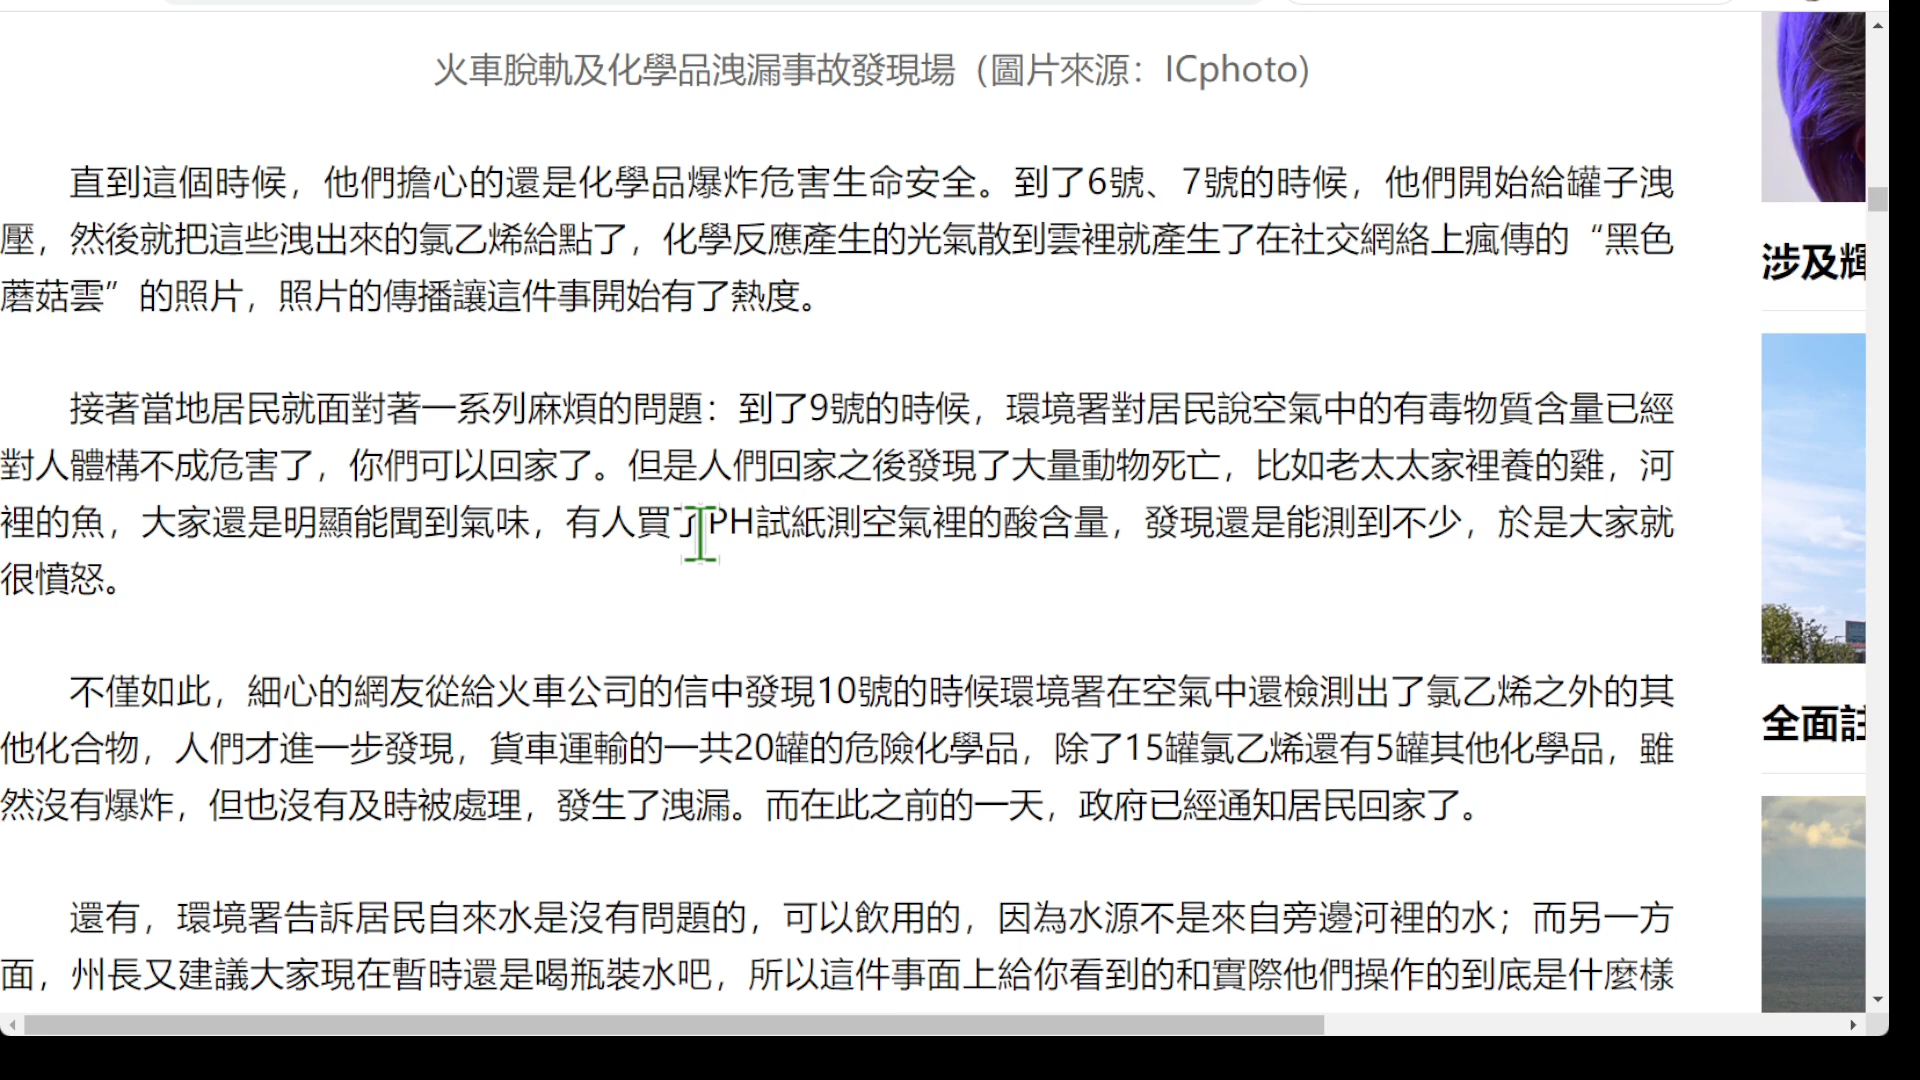 火車脫軌及化學品洩漏事故發現場（圖片來源：ICphoto）
直到這個時候，他們擔心的還是化學品爆炸危害生命安全。到了6號、7號的時候，他們開始給罐子洩
壓，然後就把這些洩出來的氯乙烯給點了，化學反應產生的光氣散到雲裡就產生了在社交網絡上瘋傳的“黑色
蘑菇雲”的照片，照片的傳播讓這件事開始有了熱度。
接著當地居民就面對著一系列麻煩的問題：到了9號的時候，環境署對居民說空氣中的有毒物質含量已經
對人體構不成危害了，你們可以回家了。但是人們回家之後發現了大量動物死亡，比如老太太家裡養的雞，河
裡的魚，大家還是明顯能聞到氣味，有人買了PH試紙測空氣裡的酸含量，發現還是能測到不少，於是大家就
很憤怒。
不僅如此，細心的網友從給火車公司的信中發現10號的時候環境署在空氣中還檢測出了氯乙烯之外的其
他化合物，人們才進一步發現，貨車運輸的一共20罐的危險化學品，除了15罐氯乙烯還有5罐其他化學品，雖
然沒有爆炸，但也沒有及時被處理，發生了洩漏。而在此之前的一天，政府已經通知居民回家了。
還有，環境署告訴居民自來水是沒有問題的，可以飲用的，因為水源不是來自旁邊河裡的水；而另一方
面，州長又建議大家現在暫時還是喝瓶裝水吧，所以這件事面上給你看到的和實際他們操作的到底是什麼樣
涉及輝
全面註